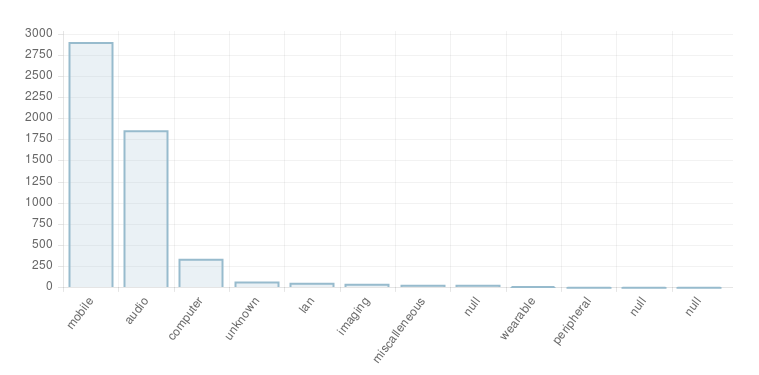 3000
2750
2500
2250
2000
1750
1500
1250
1000
750
500
250
0
mobile
audio
computer
unknown
lan
imaging
miscalleneous
null
wearable
peripheral
null
null